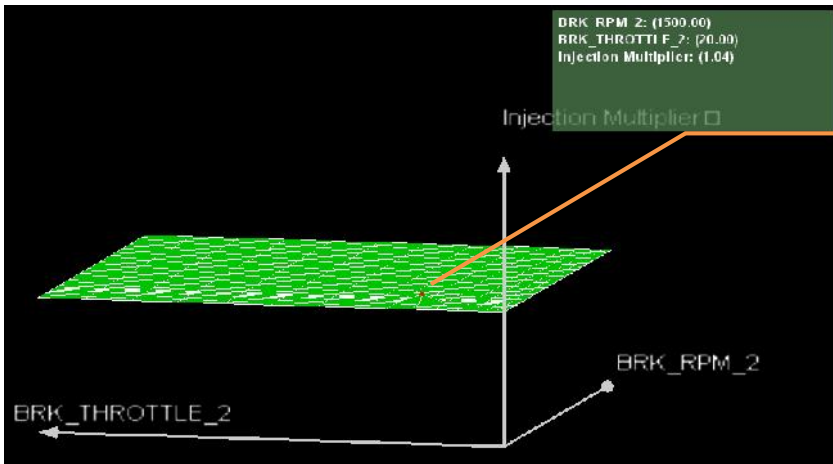 BRK_RPM_2: (1500.00)
BRK_THROTTLE_2: (20.00)
Injection Multiplier: (1.04)
Injection Multiplier
BRK_RPM_2
BRK_THROTTLE_2